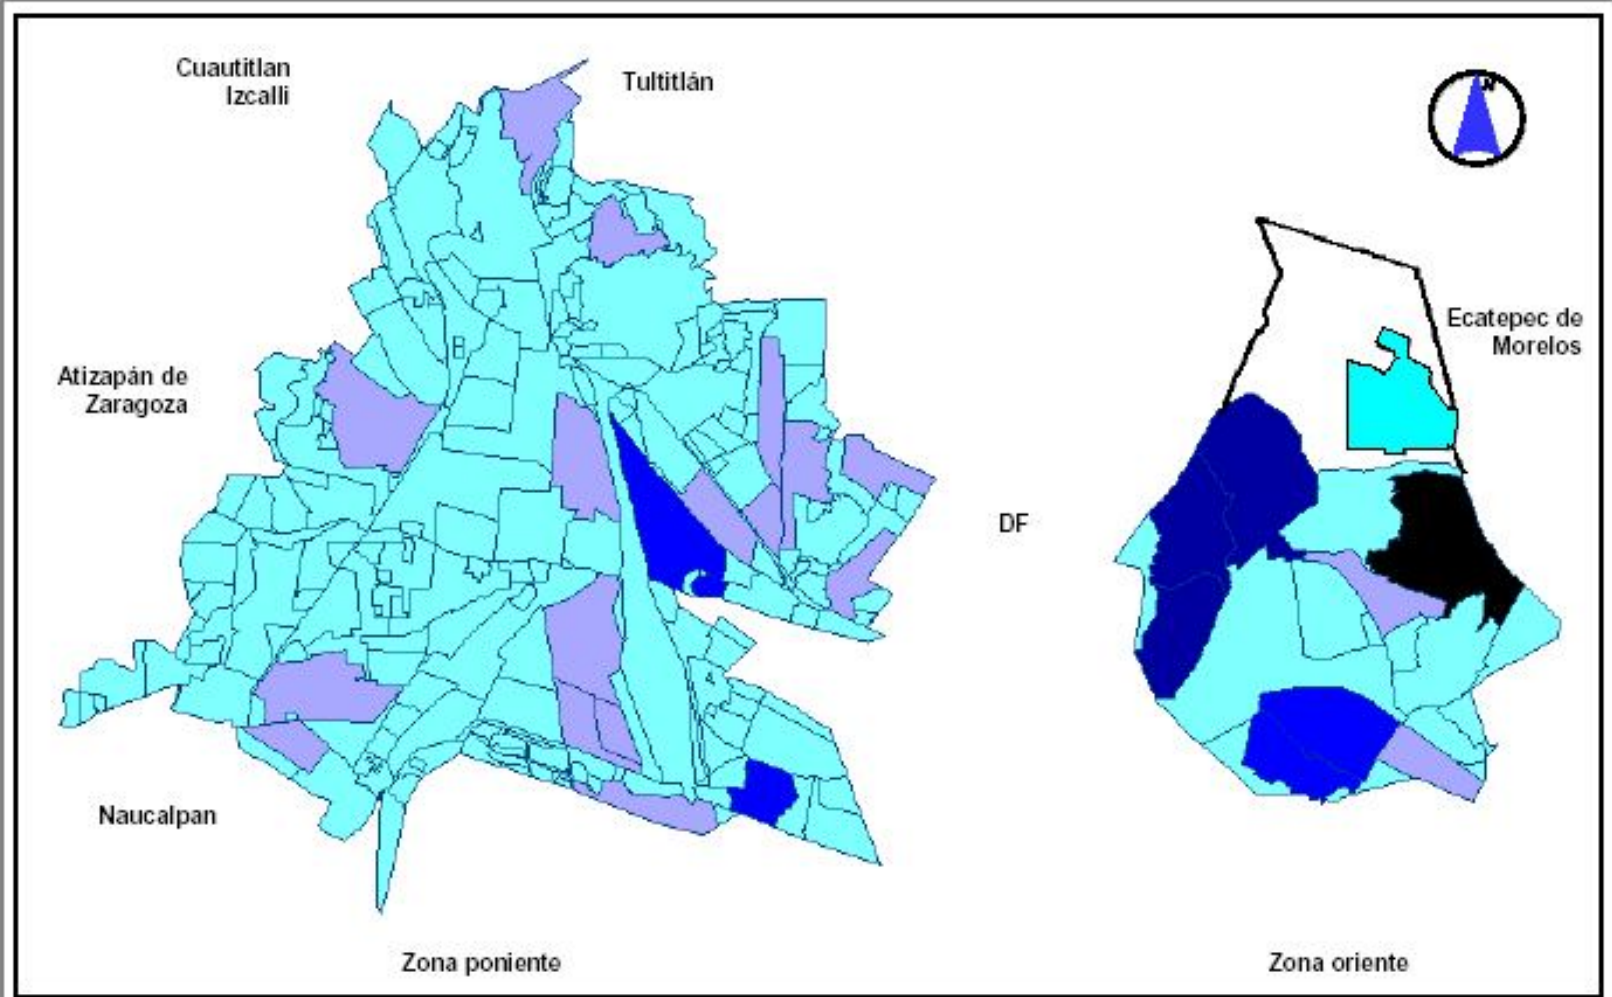 Cuautitlan
Izcalli
Tultitlán
N
Ecatepec de
Morelos
Atizapán de
Zaragoza
DF
Naucalpan
Zona poniente
Zona oriente